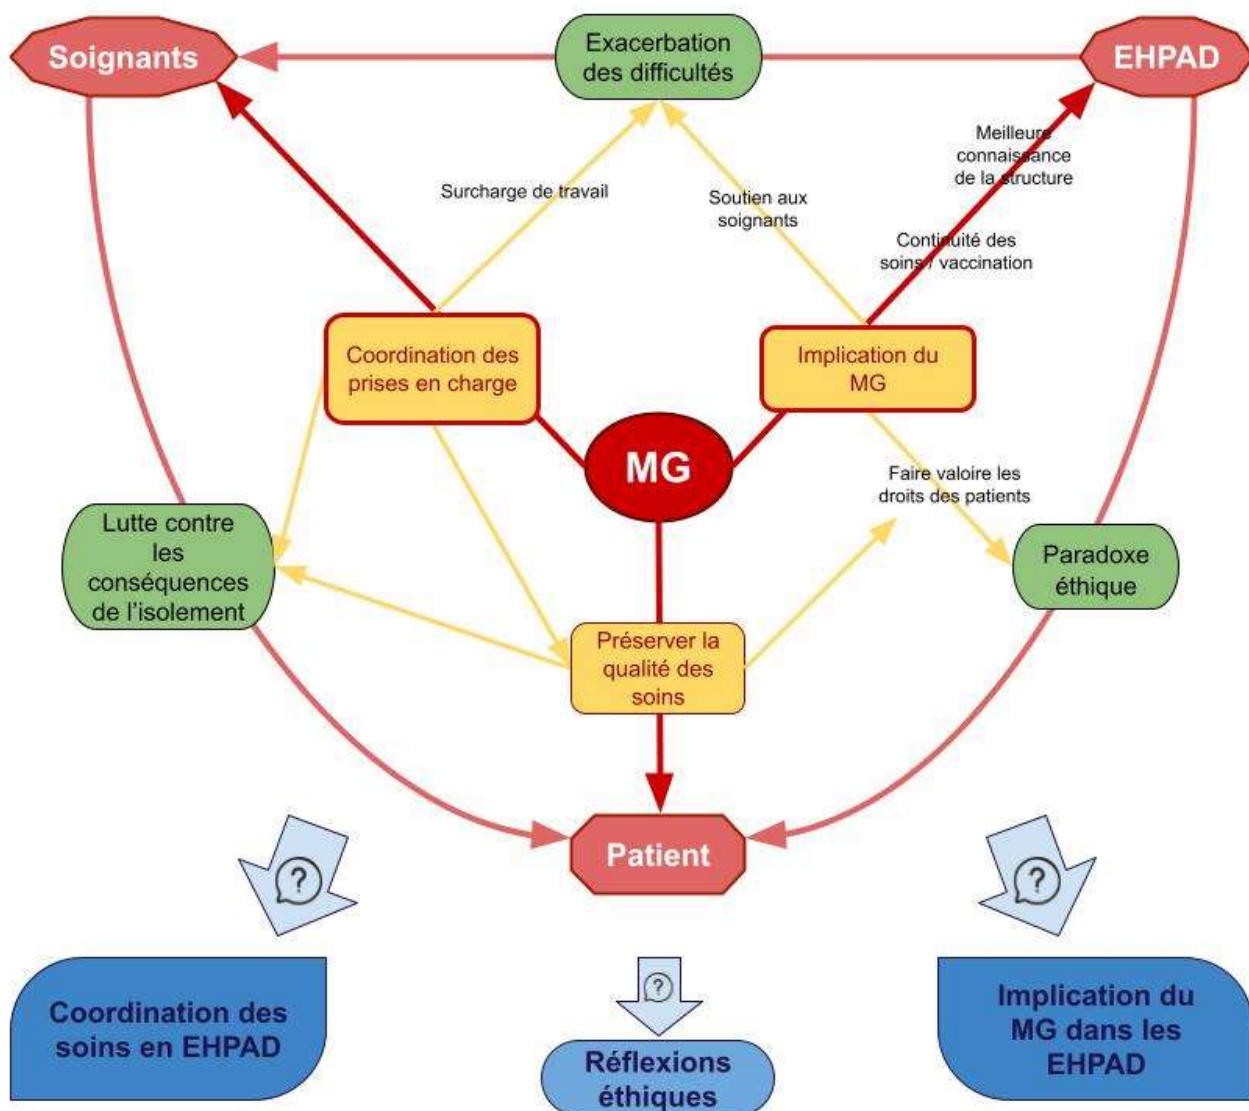 Soignants
Exacerbation
des difficultés
EHPAD
Meilleure
connaissance
de la structure
Surcharge de travail
Soutien aux
soignants
Continuité des
soins / vaccination
Coordination des
prises en charge
Implication du
MG
MG
Faire valoire les
droits des patients
Lutte contre
les
conséquences
de l'isolement
Paradoxe
éthique
Préserver la
qualité des
soins
Patient
?
?
?
Coordination des
soins en EHPAD
Réflexions
éthiques
Implication du
MG dans les
EHPAD